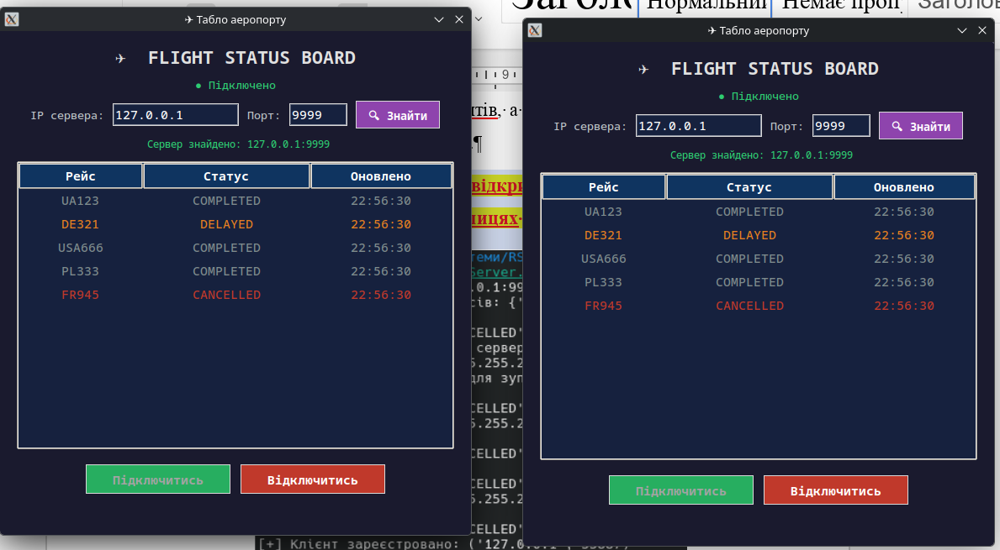 Нормальний
Немає проп
✈ Табло аеропорту
✈ FLIGHT STATUS BOARD
● Підключено
IP сервера: 127.0.0.1 Порт: 9999 🔍 Знайти
Сервер знайдено: 127.0.0.1:9999
Рейс Статус Оновлено
UA123 COMPLETED 22:56:30
DE321 DELAYED 22:56:30
USA666 COMPLETED 22:56:30
PL333 COMPLETED 22:56:30
FR945 CANCELLED 22:56:30
Підключитись Відключитись
9
тів, а
¶
відкри
лицях
теми/RS
Server.
.0.1:99
сів: {'
CELLED'
сервер
5.255.2
для зуп
CELLED'
5.255.2
CELLED'
CELLED'
5.255.2
CELLED'
[+] Клієнт зареєстровано: ('127.0.0.1'
✈ Табло аеропорту
✈ FLIGHT STATUS BOARD
● Підключено
IP сервера: 127.0.0.1 Порт: 9999 🔍 Знайти
Сервер знайдено: 127.0.0.1:9999
Рейс Статус Оновлено
UA123 COMPLETED 22:56:30
DE321 DELAYED 22:56:30
USA666 COMPLETED 22:56:30
PL333 COMPLETED 22:56:30
FR945 CANCELLED 22:56:30
Підключитись Відключитись